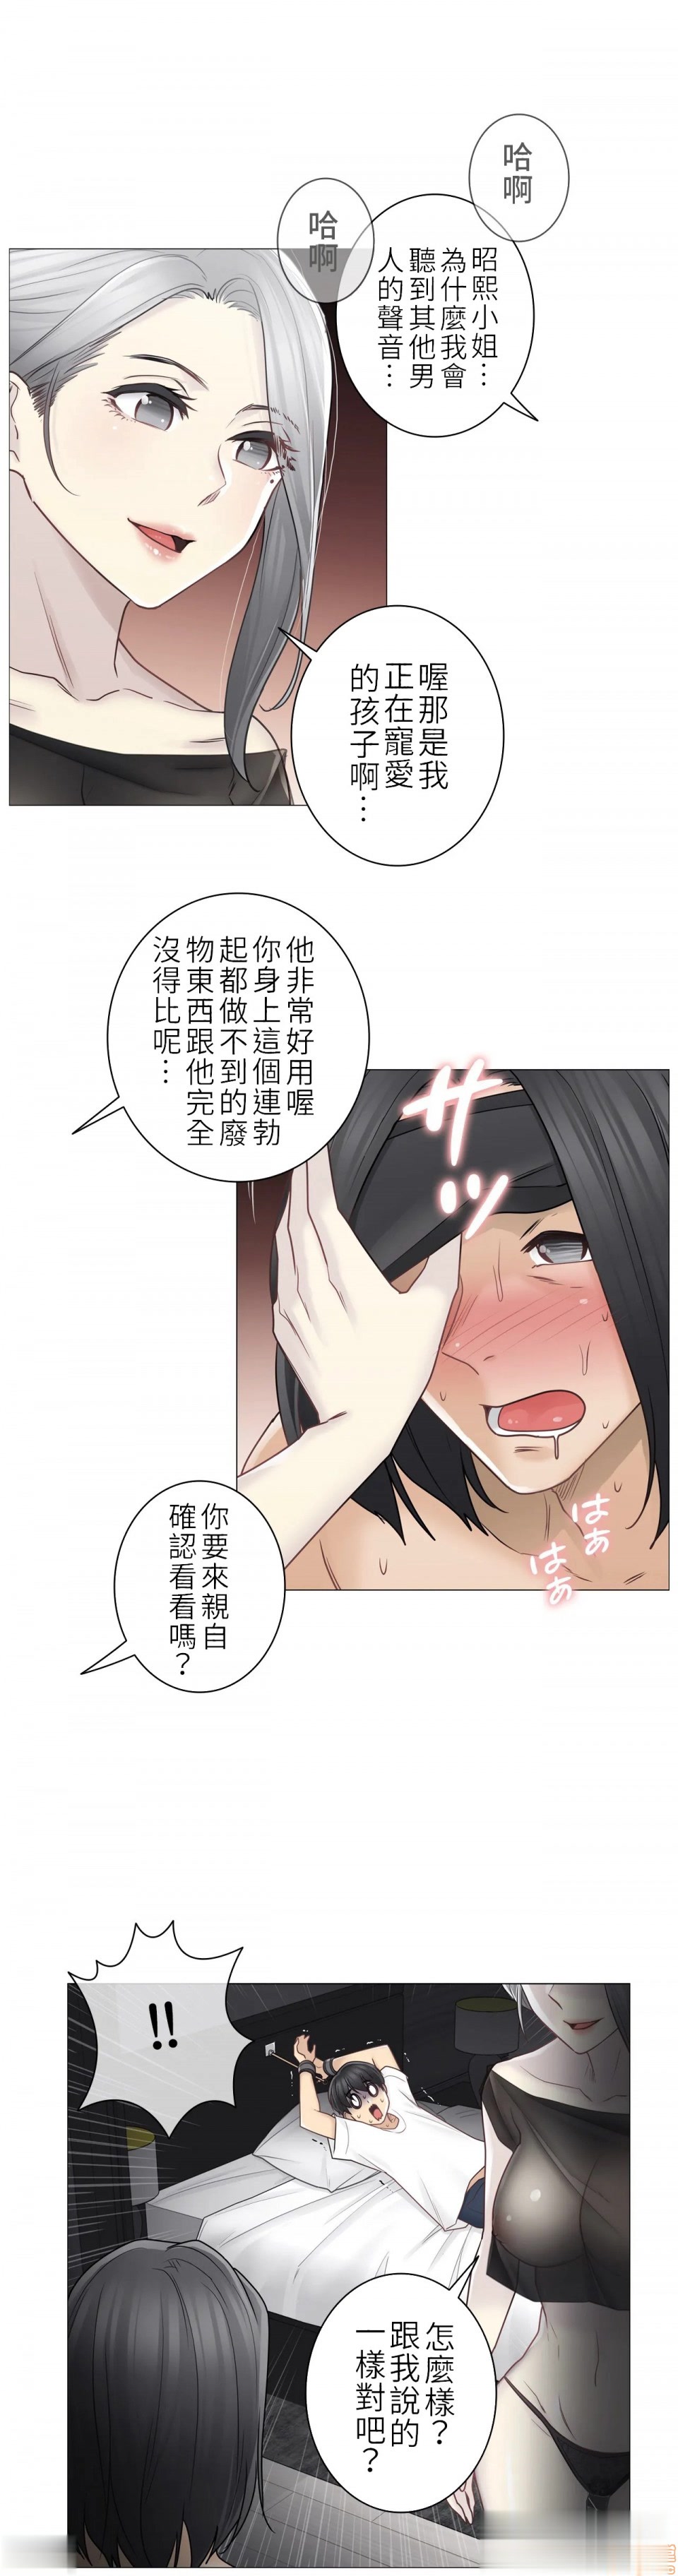 哈
啊
哈
啊
昭熙小姐…
為什麼我會
聽到其他男
人的聲音…
喔那是我
正在寵愛
的孩子啊…
他非常好用喔
你身上這個連勃
起都做不到的廢
物東西跟他完全
沒得比呢…
サッ
はぁ
はぁ
你要來親自
確認看看嗎？
!!
怎麼樣？
跟我說的
一樣對吧？